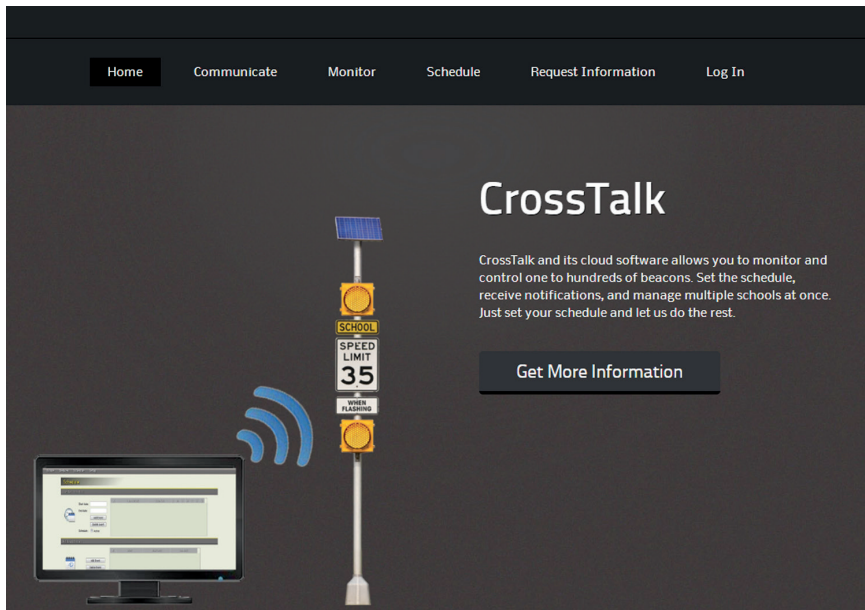 Home Communicate Monitor Schedule Request Information Log In
CrossTalk
CrossTalk and its cloud software allows you to monitor and
control one to hundreds of beacons. Set the schedule,
receive notifications, and manage multiple schools at once.
Just set your schedule and let us do the rest.
Get More Information
SCHOOL
SPEED
LIMIT
35
WHEN
FLASHING